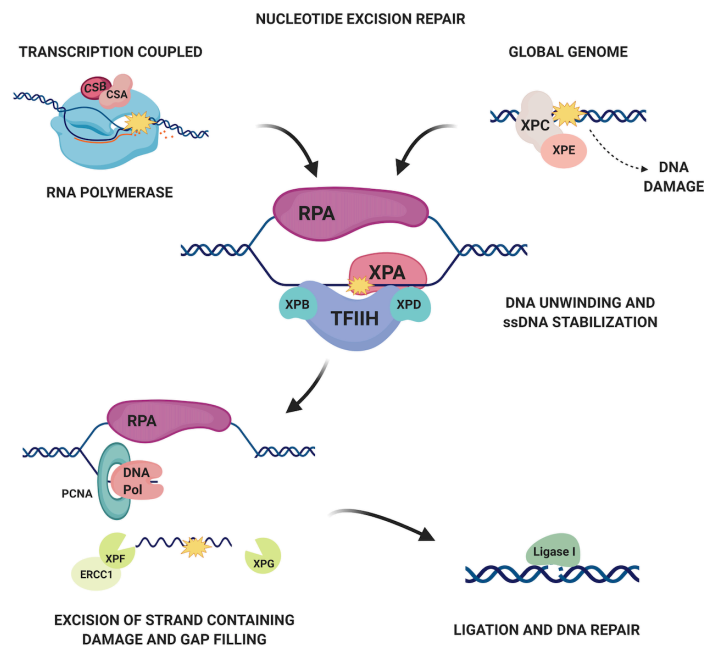 NUCLEOTIDE EXCISION REPAIR
TRANSCRIPTION COUPLED
CSB
CSA
RNA POLYMERASE
GLOBAL GENOME
XPC
XPE
DNA
DAMAGE
RPA
XPA
XPB
TFIIH
XPD
DNA UNWINDING AND
ssDNA STABILIZATION
RPA
PCNA
DNA
Pol
XPF
ERCC1
XPG
EXCISION OF STRAND CONTAINING
DAMAGE AND GAP FILLING
Ligase I
LIGATION AND DNA REPAIR